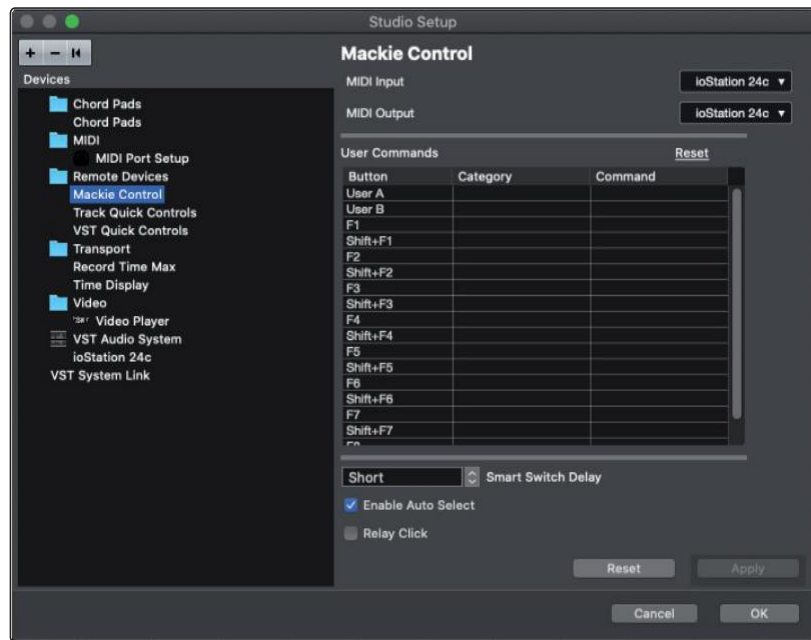 Studio Setup
Mackie Control
Devices
MIDI Input
ioStation 24c
MIDI Output
ioStation 24c
Chord Pads
Chord Pads
MIDI
MIDI Port Setup
Remote Devices
Mackie Control
Track Quick Controls
VST Quick Controls
Transport
Record Time Max
Time Display
Video
Video Player
VST Audio System
ioStation 24c
VST System Link
User Commands Reset
Button Category Command
User A
User B
F1
Shift+F1
F2
Shift+F2
F3
Shift+F3
F4
Shift+F4
F5
Shift+F5
F6
Shift+F6
F7
Shift+F7
F8
Short Smart Switch Delay
Enable Auto Select
Relay Click
Reset Apply
Cancel OK